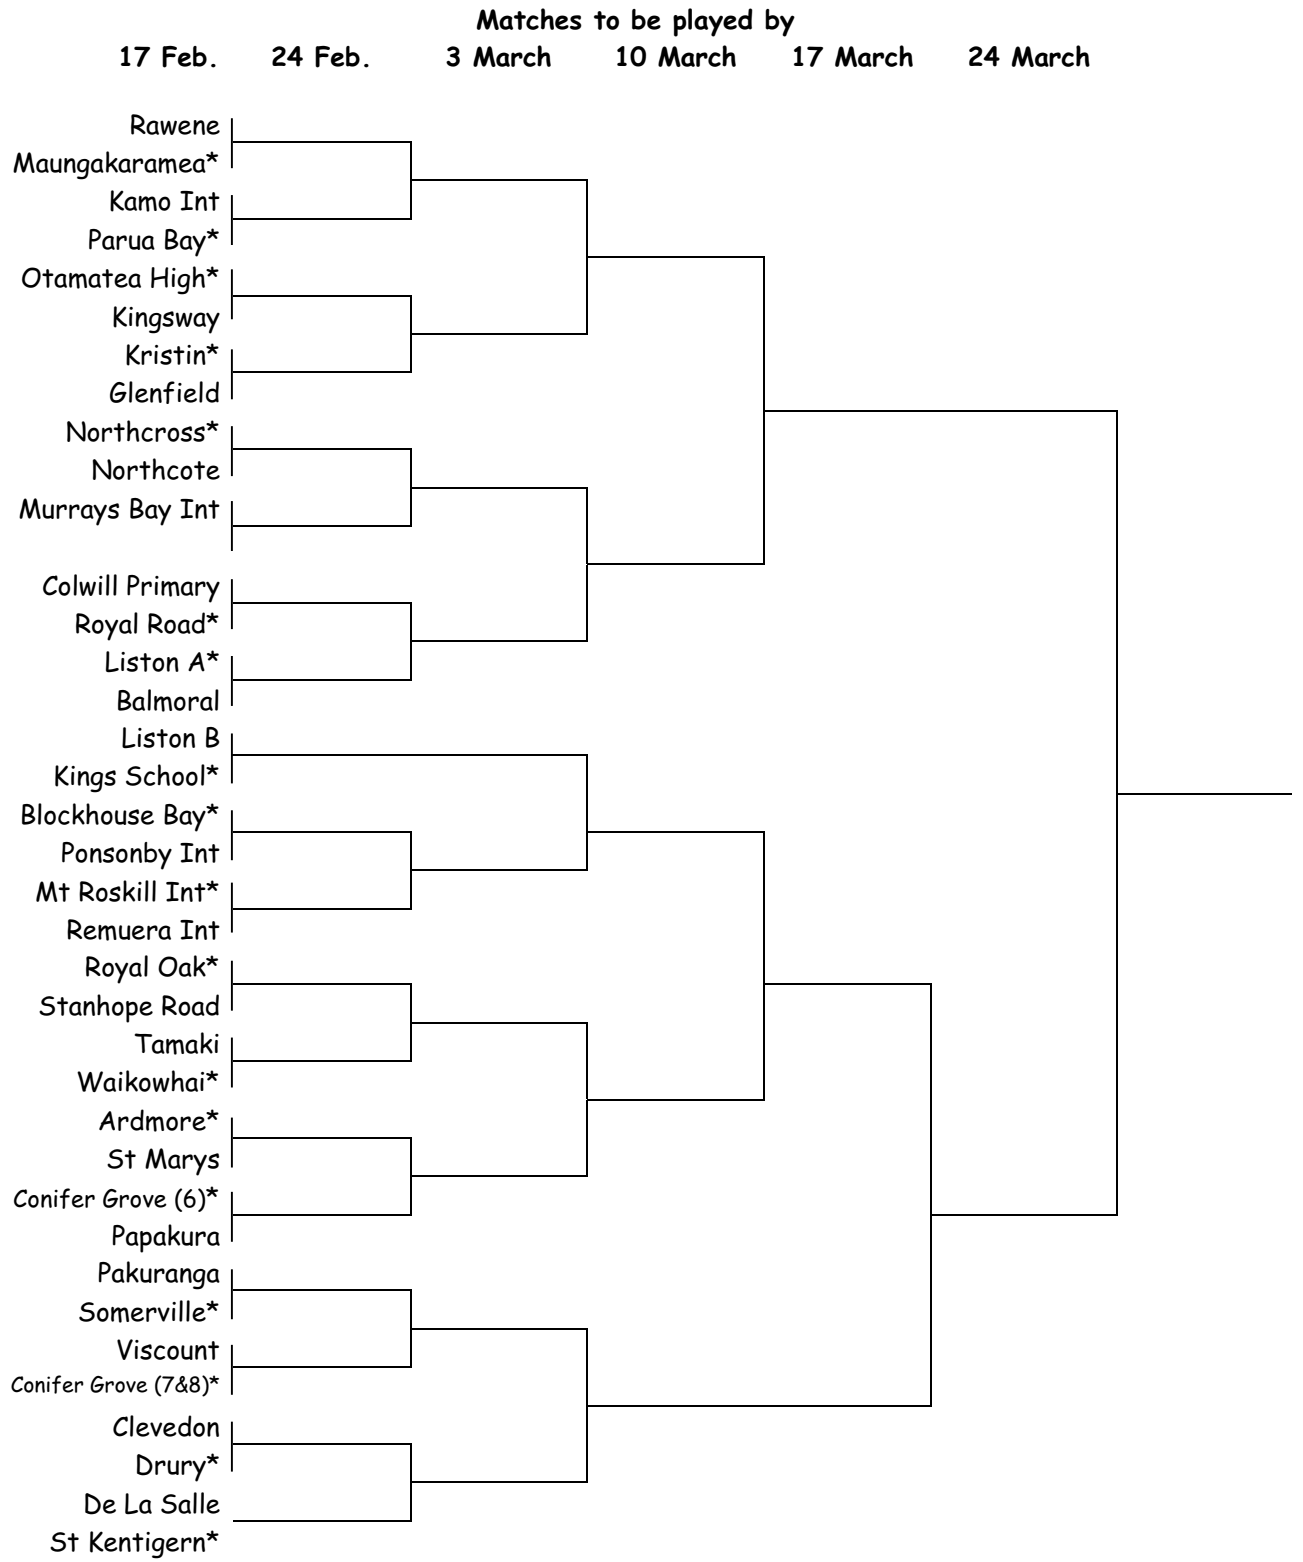 Matches to be played by
17 Feb. 24 Feb. 3 March 10 March 17 March 24 March
Rawene
Maungakaramea*
Kamo Int
Parua Bay*
Otamatea High*
Kingsway
Kristin*
Glenfield
Northcross*
Northcote
Murrays Bay Int
Colwill Primary
Royal Road*
Liston A*
Balmoral
Liston B
Kings School*
Blockhouse Bay*
Ponsonby Int
Mt Roskill Int*
Remuera Int
Royal Oak*
Stanhope Road
Tamaki
Waikowhai*
Ardmore*
St Marys
Conifer Grove (6)*
Papakura
Pakuranga
Somerville*
Viscount
Conifer Grove (7&8)*
Clevedon
Drury*
De La Salle
St Kentigern*